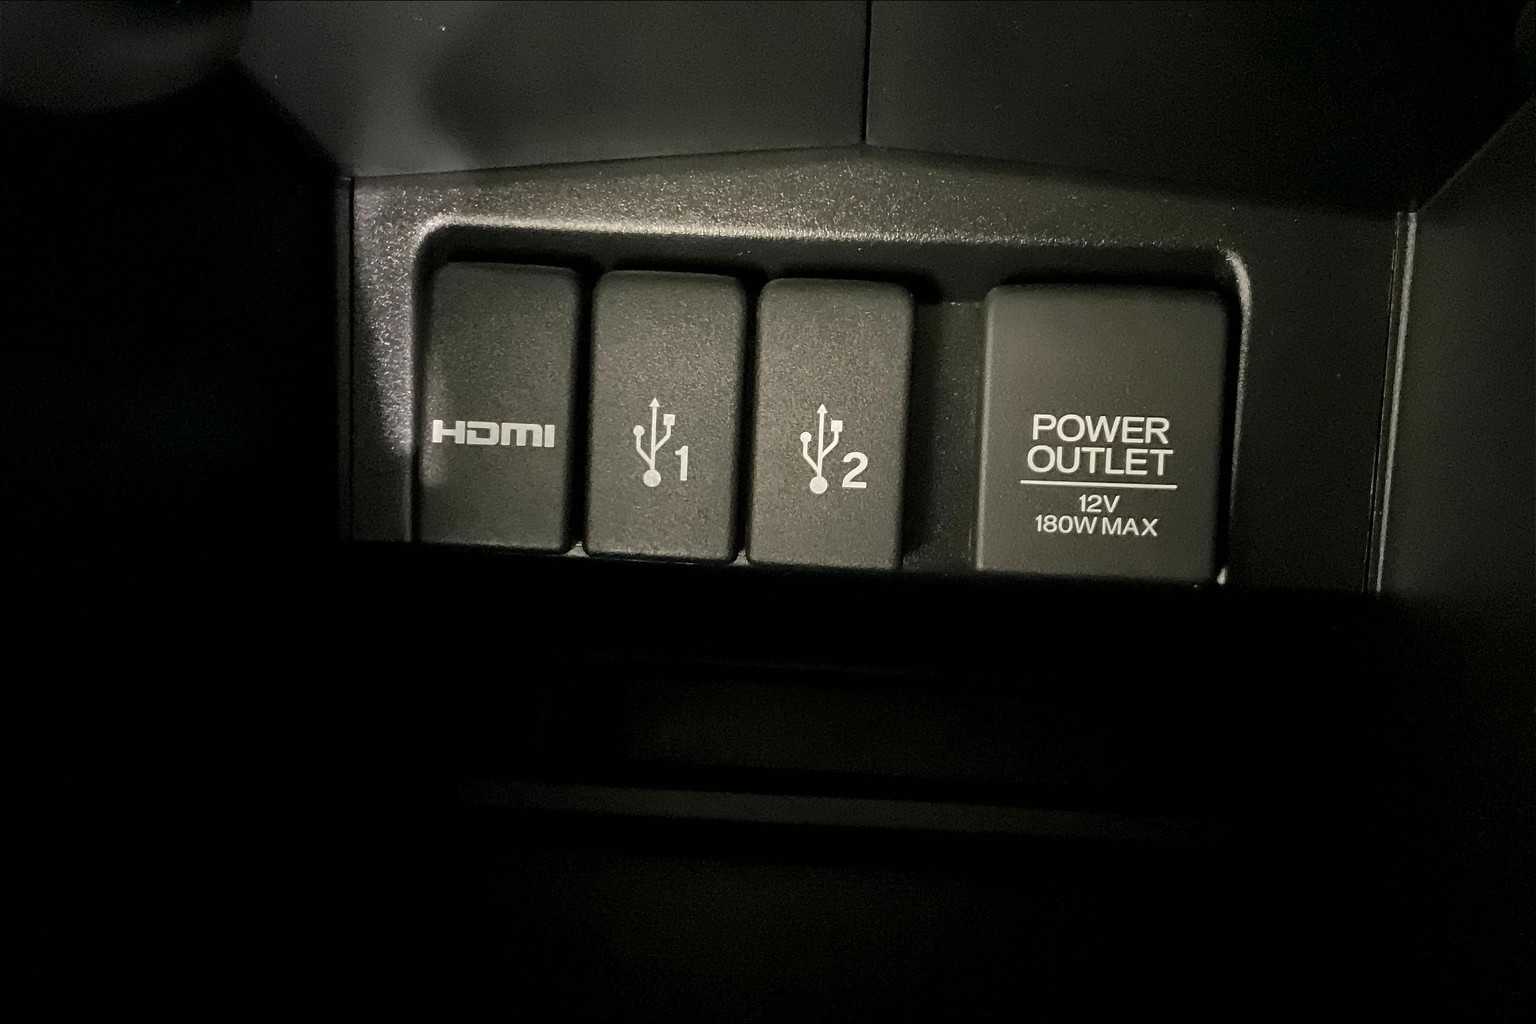 HDMI
1
2
POWER
OUTLET
12V
180W MAX